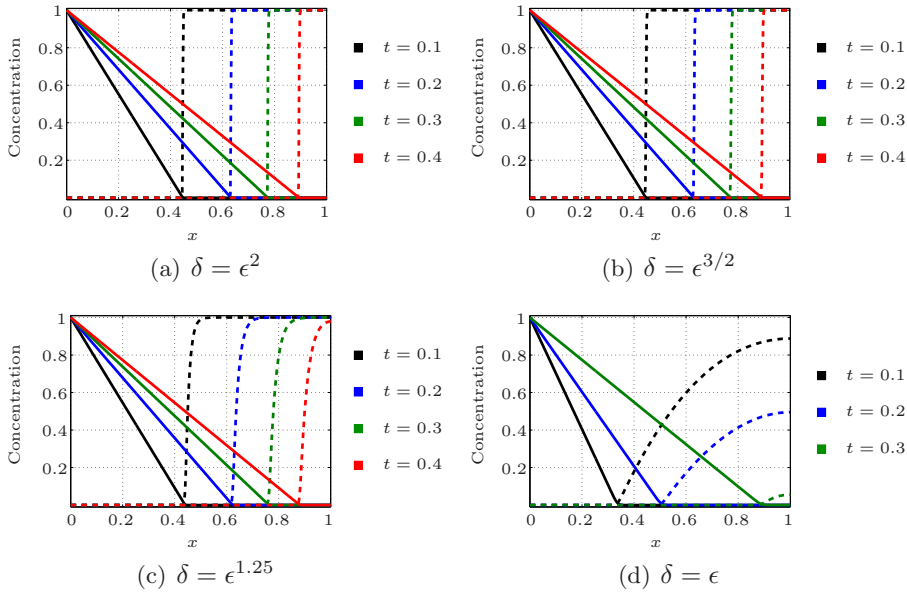 Concentration
1
0.8
0.6
0.4
0.2
0 0.2 0.4 0.6 0.8 1
x
t = 0.1
t = 0.2
t = 0.3
t = 0.4
(a) δ = ϵ²
Concentration
1
0.8
0.6
0.4
0.2
0 0.2 0.4 0.6 0.8 1
x
t = 0.1
t = 0.2
t = 0.3
t = 0.4
(b) δ = ϵ^{3/2}
Concentration
1
0.8
0.6
0.4
0.2
0 0.2 0.4 0.6 0.8 1
x
t = 0.1
t = 0.2
t = 0.3
t = 0.4
(c) δ = ϵ^{1.25}
Concentration
1
0.8
0.6
0.4
0.2
0 0.2 0.4 0.6 0.8 1
x
t = 0.1
t = 0.2
t = 0.3
(d) δ = ϵ